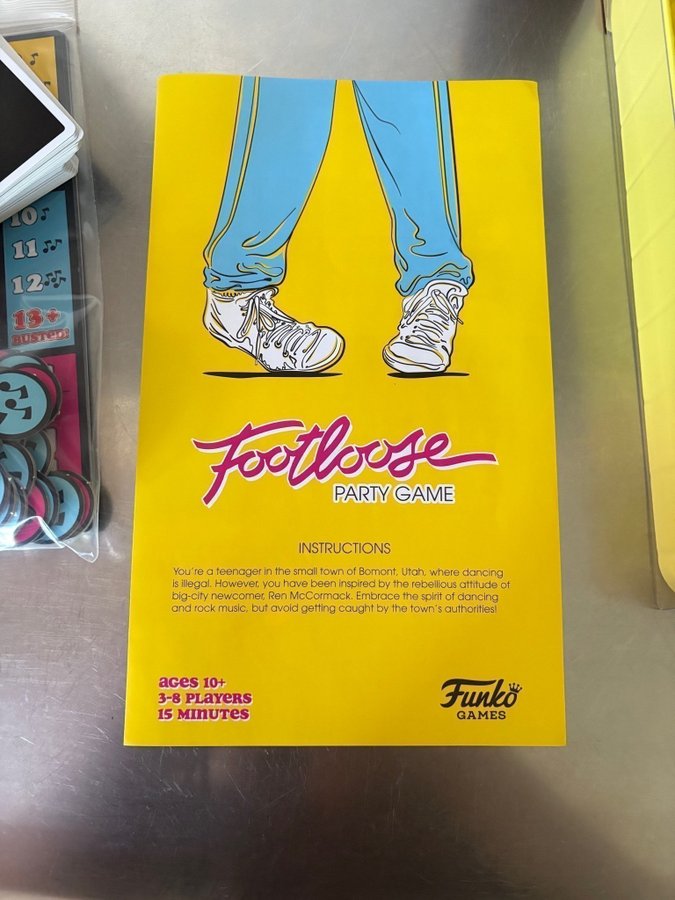 10
11
12
13+
BUSTED!
Footloose
PARTY GAME
INSTRUCTIONS
You're a teenager in the small town of Bomont, Utah, where dancing
is illegal. However, you have been inspired by the rebellious attitude of
big-city newcomer, Ren McCormack. Embrace the spirit of dancing
and rock music, but avoid getting caught by the town's authorities!
AGES 10+
3-8 PLAYERS
15 MINUTES
Funko
GAMES